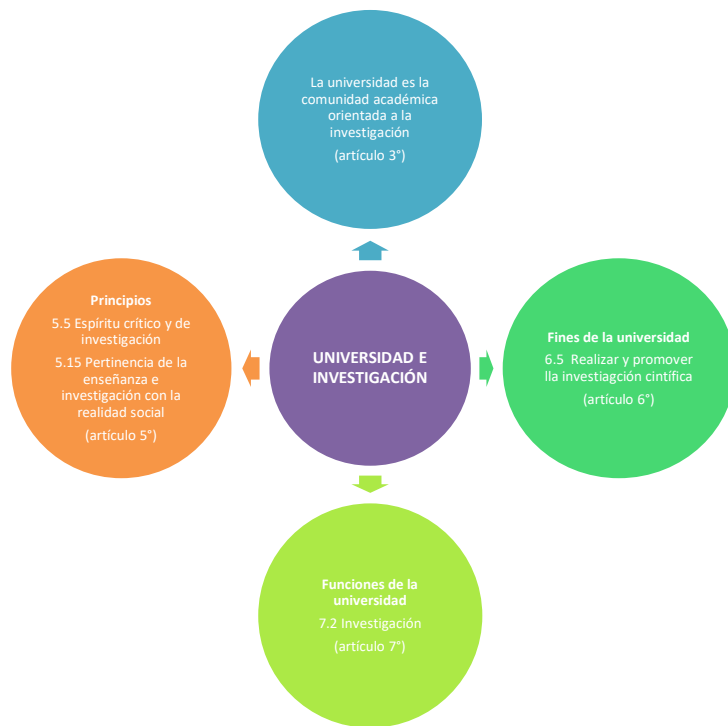 La universidad es la
comunidad académica
orientada a la
investigación
(artículo 3°)
Principios
5.5 Espíritu crítico y de
investigación
5.15 Pertinencia de la
enseñanza e
investigación con la
realidad social
(artículo 5°)
UNIVERSIDAD E
INVESTIGACIÓN
Fines de la universidad
6.5 Realizar y promover
lla investiagción cintífica
(artículo 6°)
Funciones de la
universidad
7.2 Investigación
(artículo 7°)